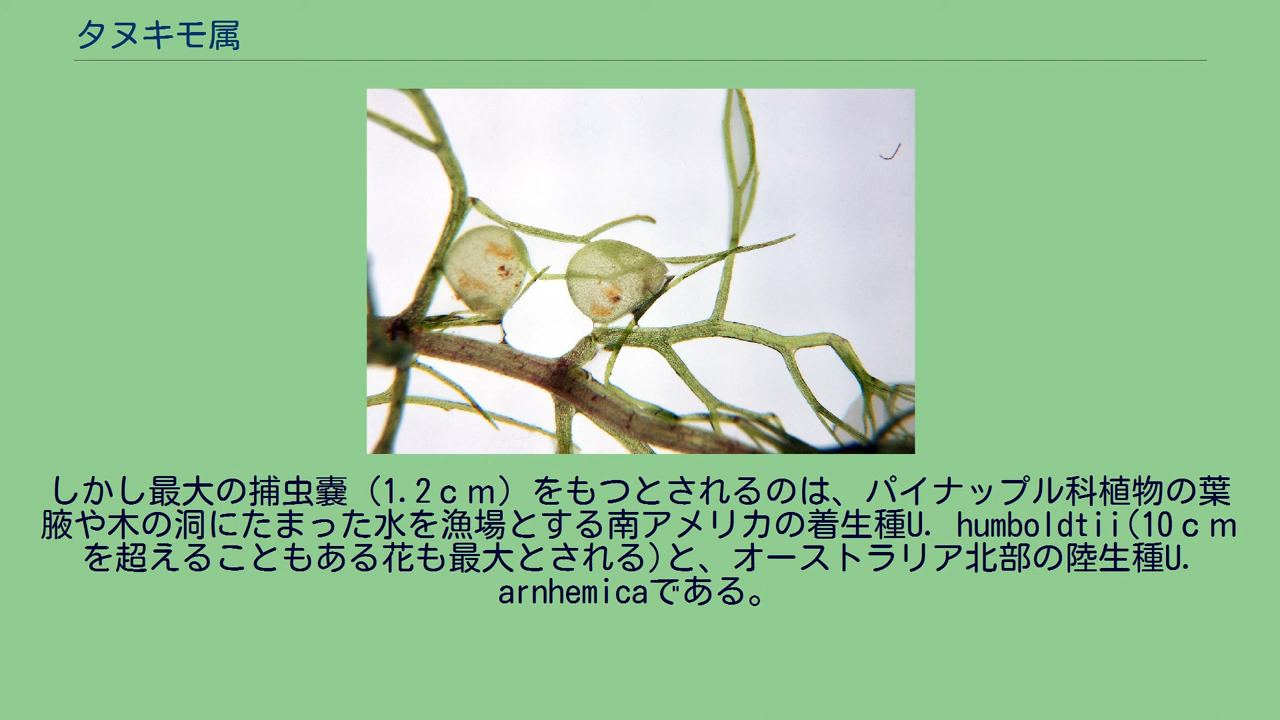 タヌキモ属
しかし最大の捕虫嚢（1.2ｃｍ）をもつとされるのは、パイナップル科植物の葉
腋や木の洞にたまった水を漁場とする南アメリカの着生種U. humboldtii(10ｃｍ
を超えることもある花も最大とされる)と、オーストラリア北部の陸生種U.
arnhemicaである。